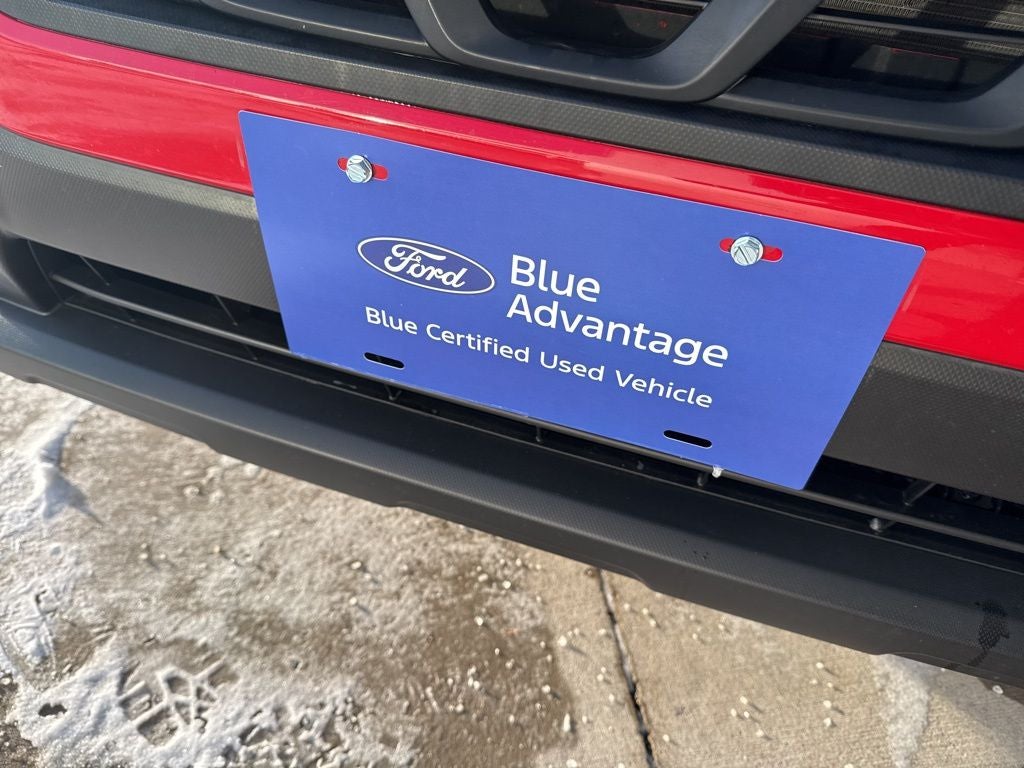 Ford
Blue
Advantage
Blue Certified Used Vehicle